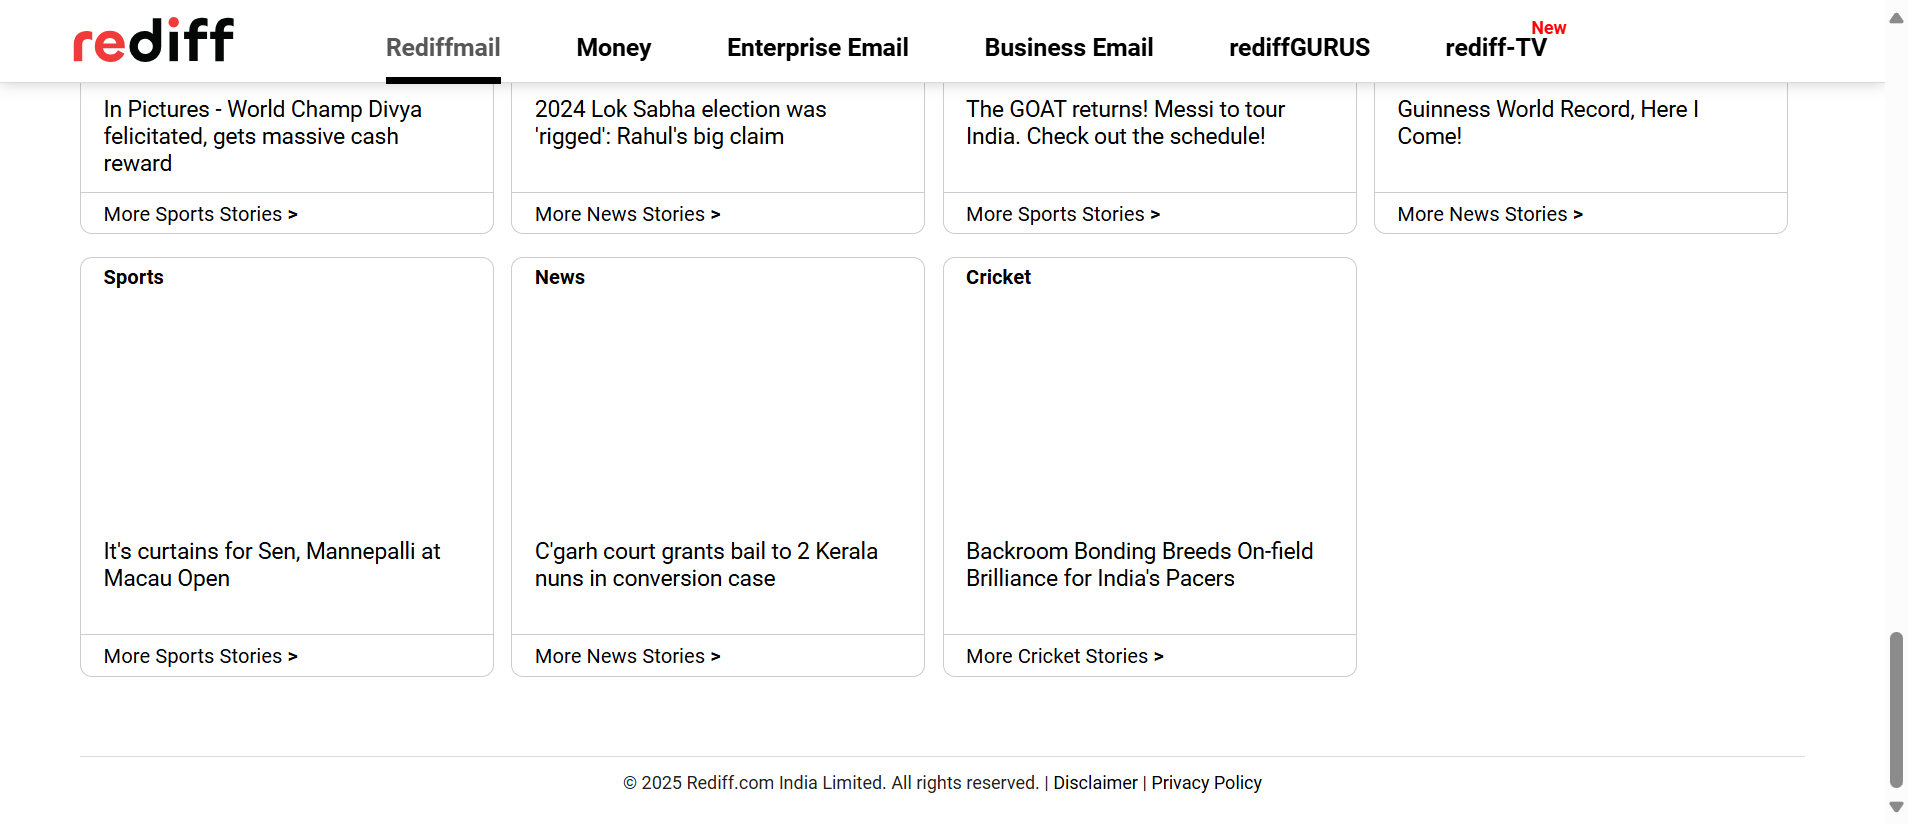 rediff
Rediffmail
Money
Enterprise Email
Business Email
rediffGURUS
rediff-TV
New
In Pictures - World Champ Divya
felicitated, gets massive cash
reward
More Sports Stories >
2024 Lok Sabha election was
'rigged': Rahul's big claim
More News Stories >
The GOAT returns! Messi to tour
India. Check out the schedule!
More Sports Stories >
Guinness World Record, Here I
Come!
More News Stories >
Sports
It's curtains for Sen, Mannepalli at
Macau Open
More Sports Stories >
News
C'garh court grants bail to 2 Kerala
nuns in conversion case
More News Stories >
Cricket
Backroom Bonding Breeds On-field
Brilliance for India's Pacers
More Cricket Stories >
© 2025 Rediff.com India Limited. All rights reserved. | Disclaimer | Privacy Policy